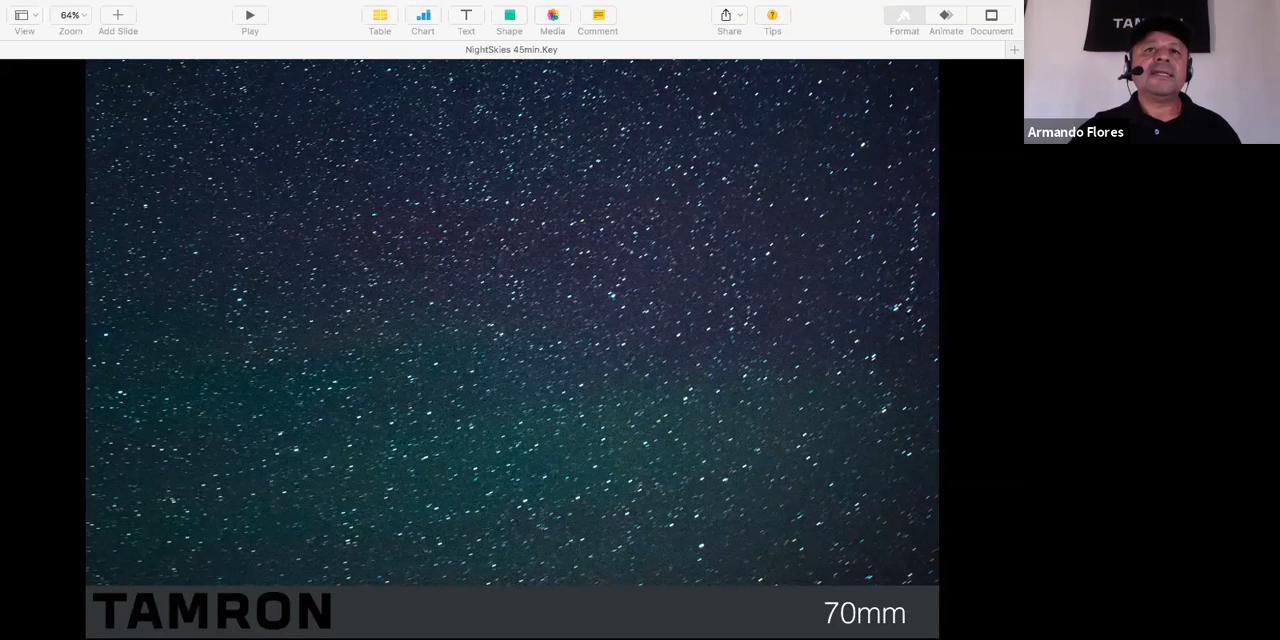 View
64%
Zoom
Add Slide
Play
Table
Chart
T
Text
Shape
Media
Comment
Share
?
Tips
Format
Animate
Document
NightSkies 45min.Key
TAMRON
Armando Flores
TAMRON
70mm